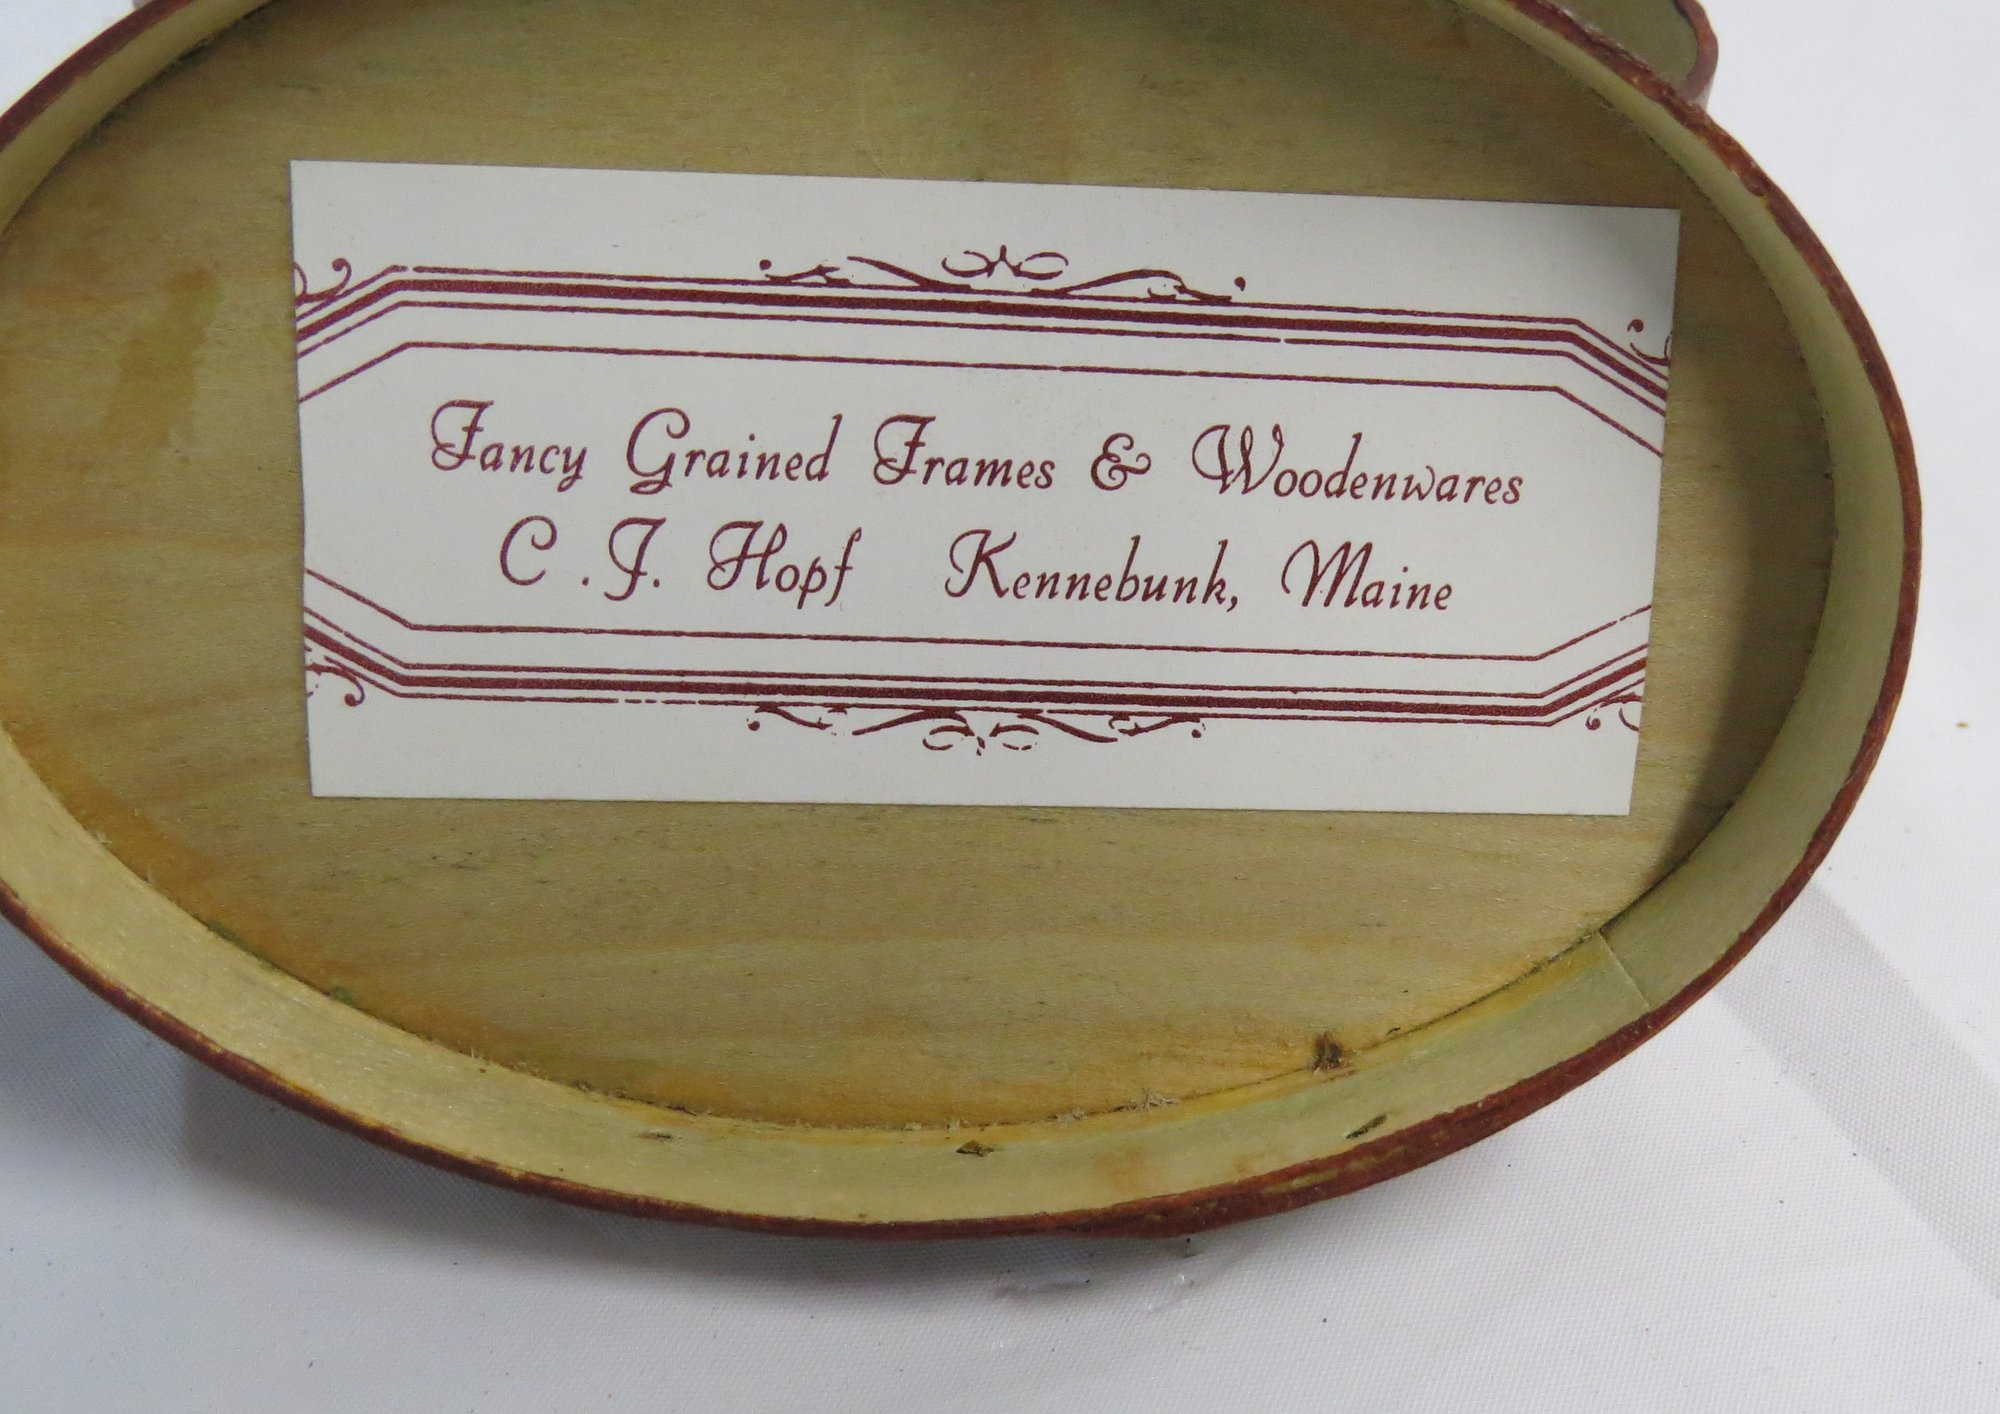 Fancy Grained Frames & Woodenwares
C .J. Hopf Kennebunk, Maine